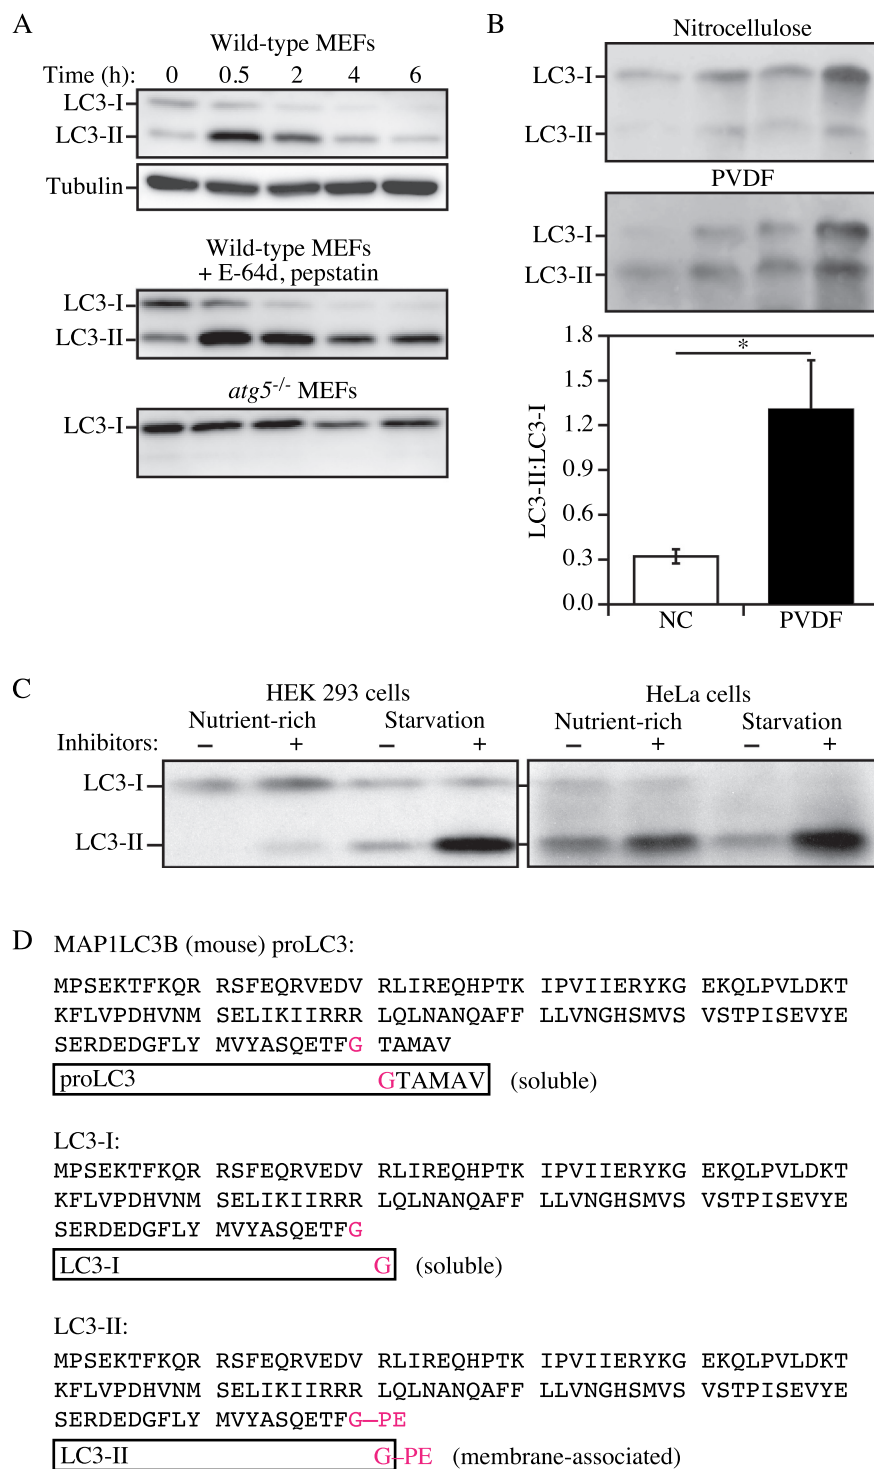 A
Wild-type MEFs
Time (h): 0 0.5 2 4 6
LC3-I
LC3-II
Tubulin
Wild-type MEFs
+ E-64d, pepstatin
LC3-I
LC3-II
atg5-/- MEFs
LC3-I
B
Nitrocellulose
LC3-I
LC3-II
PVDF
LC3-I
LC3-II
LC3-II:LC3-I
1.8
1.5
1.2
0.9
0.6
0.3
0.0
*
NC PVDF
C
HEK 293 cells HeLa cells
Nutrient-rich Starvation Nutrient-rich Starvation
Inhibitors: – + – + – + – +
LC3-I
LC3-II
D
MAP1LC3B (mouse) proLC3:
MPSEKTFKQR RSFEQRVEDV RLIREQHPTK IPVIIERYKG EKQLPVLDKT
KFLVPDHVNM SELIKIIRRR LQLNANQAFF LLVNGHSMVS VSTPISEVYE
SERDEDGFLY MVYASQETFG TAMAV
proLC3 GTAMAV (soluble)
LC3-I:
MPSEKTFKQR RSFEQRVEDV RLIREQHPTK IPVIIERYKG EKQLPVLDKT
KFLVPDHVNM SELIKIIRRR LQLNANQAFF LLVNGHSMVS VSTPISEVYE
SERDEDGFLY MVYASQETFG
LC3-I G (soluble)
LC3-II:
MPSEKTFKQR RSFEQRVEDV RLIREQHPTK IPVIIERYKG EKQLPVLDKT
KFLVPDHVNM SELIKIIRRR LQLNANQAFF LLVNGHSMVS VSTPISEVYE
SERDEDGFLY MVYASQETFG–PE
LC3-II G–PE (membrane-associated)